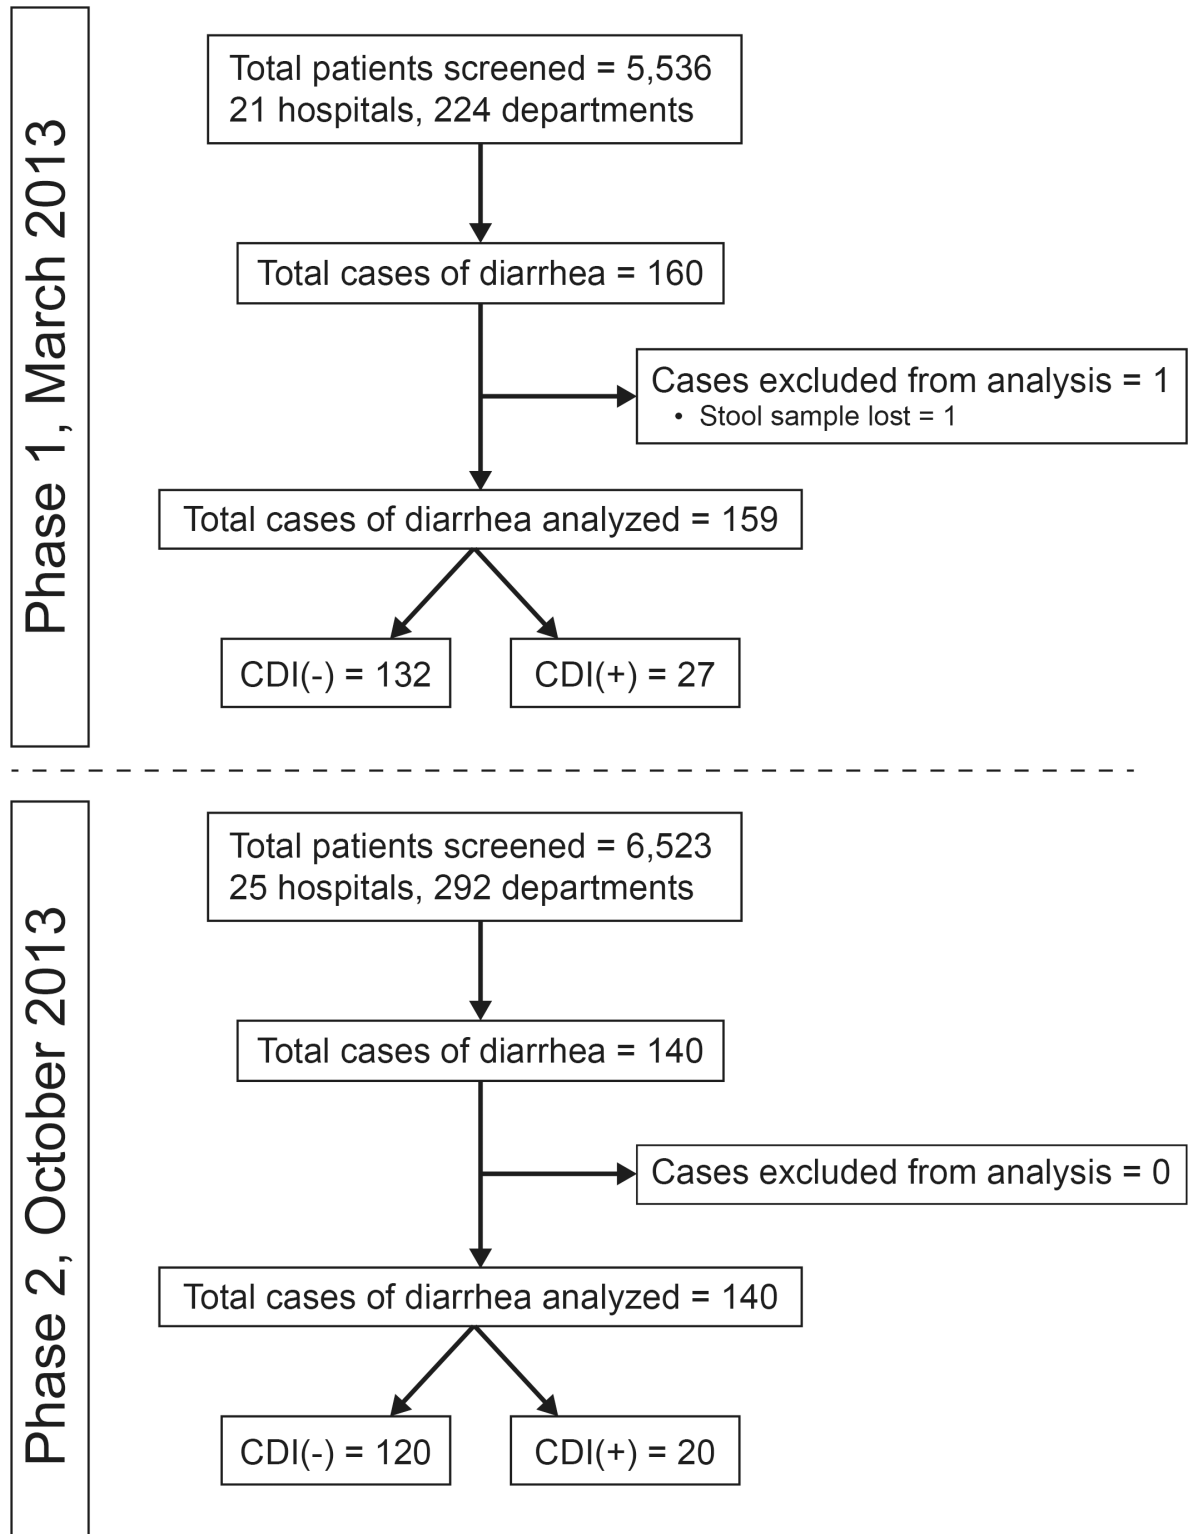 Phase 1, March 2013
Total patients screened = 5,536
21 hospitals, 224 departments
Total cases of diarrhea = 160
Cases excluded from analysis = 1
• Stool sample lost = 1
Total cases of diarrhea analyzed = 159
CDI(-) = 132
CDI(+) = 27
Phase 2, October 2013
Total patients screened = 6,523
25 hospitals, 292 departments
Total cases of diarrhea = 140
Cases excluded from analysis = 0
Total cases of diarrhea analyzed = 140
CDI(-) = 120
CDI(+) = 20